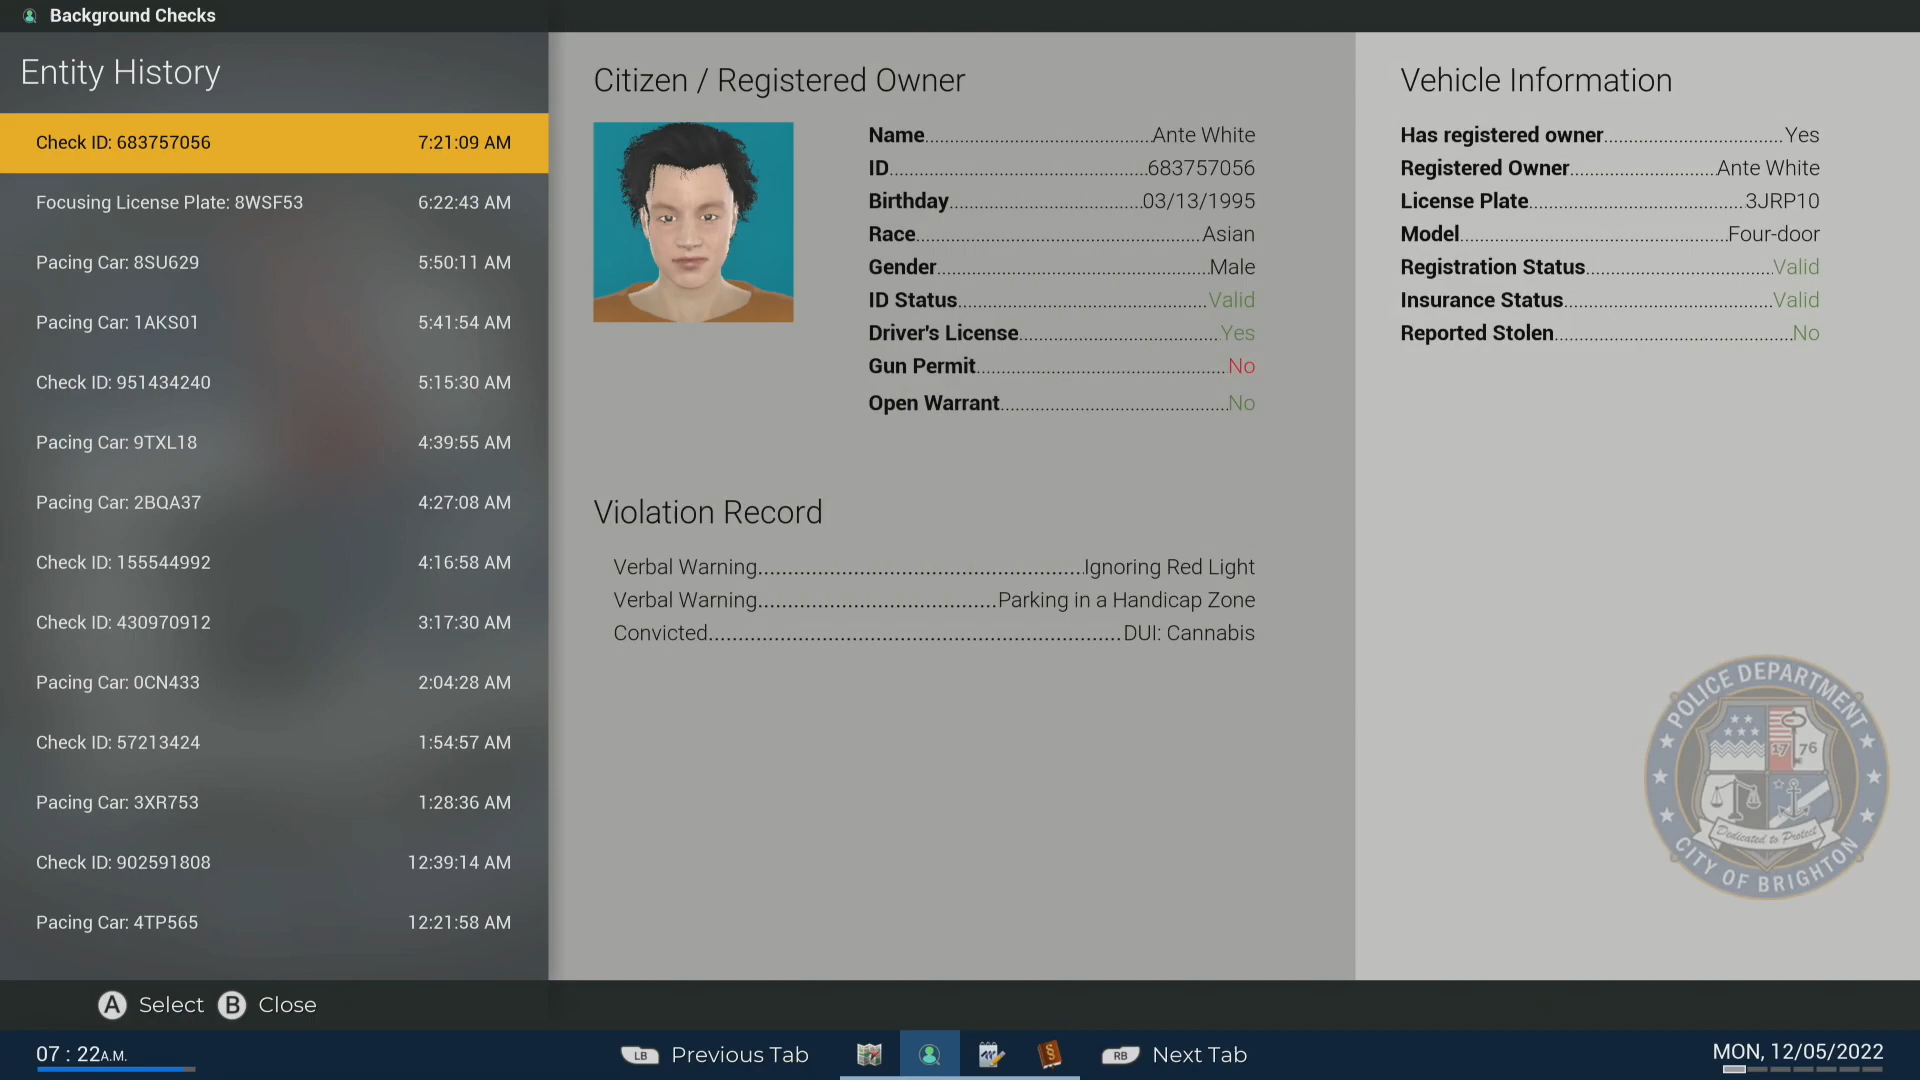 Background Checks
Entity History
Check ID: 683757056 7:21:09 AM
Focusing License Plate: 8WSF53 6:22:43 AM
Pacing Car: 8SU629 5:50:11 AM
Pacing Car: 1AKS01 5:41:54 AM
Check ID: 951434240 5:15:30 AM
Pacing Car: 9TXL18 4:39:55 AM
Pacing Car: 2BQA37 4:27:08 AM
Check ID: 155544992 4:16:58 AM
Check ID: 430970912 3:17:30 AM
Pacing Car: 0CN433 2:04:28 AM
Check ID: 57213424 1:54:57 AM
Pacing Car: 3XR753 1:28:36 AM
Check ID: 902591808 12:39:14 AM
Pacing Car: 4TP565 12:21:58 AM
Citizen / Registered Owner
Name Ante White
ID 683757056
Birthday 03/13/1995
Race Asian
Gender Male
ID Status Valid
Driver's License Yes
Gun Permit No
Open Warrant No
Violation Record
Verbal Warning Ignoring Red Light
Verbal Warning Parking in a Handicap Zone
Convicted DUI: Cannabis
Vehicle Information
Has registered owner Yes
Registered Owner Ante White
License Plate 3JRP10
Model Four-door
Registration Status Valid
Insurance Status Valid
Reported Stolen No
POLICE DEPARTMENT
17 76
Dedicated to Protect
CITY OF BRIGHTON
A Select B Close
07 : 22 A.M.
LB Previous Tab
RB Next Tab
MON, 12/05/2022